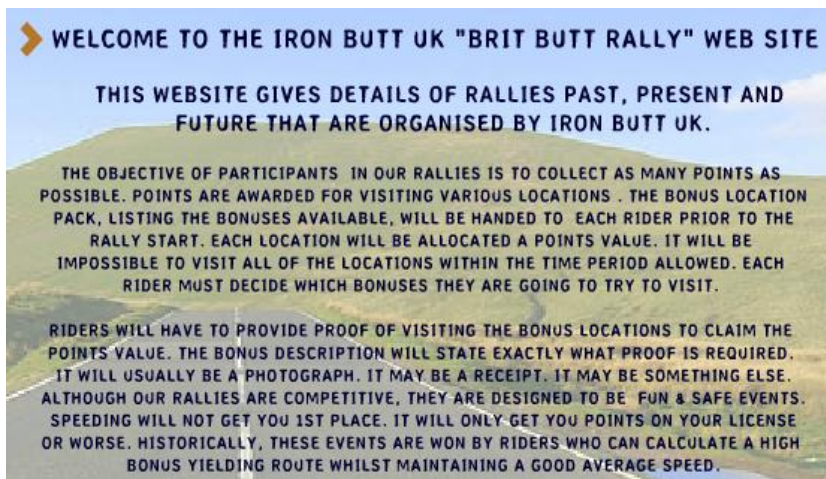 WELCOME TO THE IRON BUTT UK "BRIT BUTT RALLY" WEB SITE
THIS WEBSITE GIVES DETAILS OF RALLIES PAST, PRESENT AND
FUTURE THAT ARE ORGANISED BY IRON BUTT UK.
THE OBJECTIVE OF PARTICIPANTS IN OUR RALLIES IS TO COLLECT AS MANY POINTS AS
POSSIBLE. POINTS ARE AWARDED FOR VISITING VARIOUS LOCATIONS . THE BONUS LOCATION
PACK, LISTING THE BONUSES AVAILABLE, WILL BE HANDED TO EACH RIDER PRIOR TO THE
RALLY START. EACH LOCATION WILL BE ALLOCATED A POINTS VALUE. IT WILL BE
IMPOSSIBLE TO VISIT ALL OF THE LOCATIONS WITHIN THE TIME PERIOD ALLOWED. EACH
RIDER MUST DECIDE WHICH BONUSES THEY ARE GOING TO TRY TO VISIT.
RIDERS WILL HAVE TO PROVIDE PROOF OF VISITING THE BONUS LOCATIONS TO CLAIM THE
POINTS VALUE. THE BONUS DESCRIPTION WILL STATE EXACTLY WHAT PROOF IS REQUIRED.
IT WILL USUALLY BE A PHOTOGRAPH. IT MAY BE A RECEIPT. IT MAY BE SOMETHING ELSE.
ALTHOUGH OUR RALLIES ARE COMPETITIVE, THEY ARE DESIGNED TO BE FUN & SAFE EVENTS.
SPEEDING WILL NOT GET YOU 1ST PLACE. IT WILL ONLY GET YOU POINTS ON YOUR LICENSE
OR WORSE. HISTORICALLY, THESE EVENTS ARE WON BY RIDERS WHO CAN CALCULATE A HIGH
BONUS YIELDING ROUTE WHILST MAINTAINING A GOOD AVERAGE SPEED.